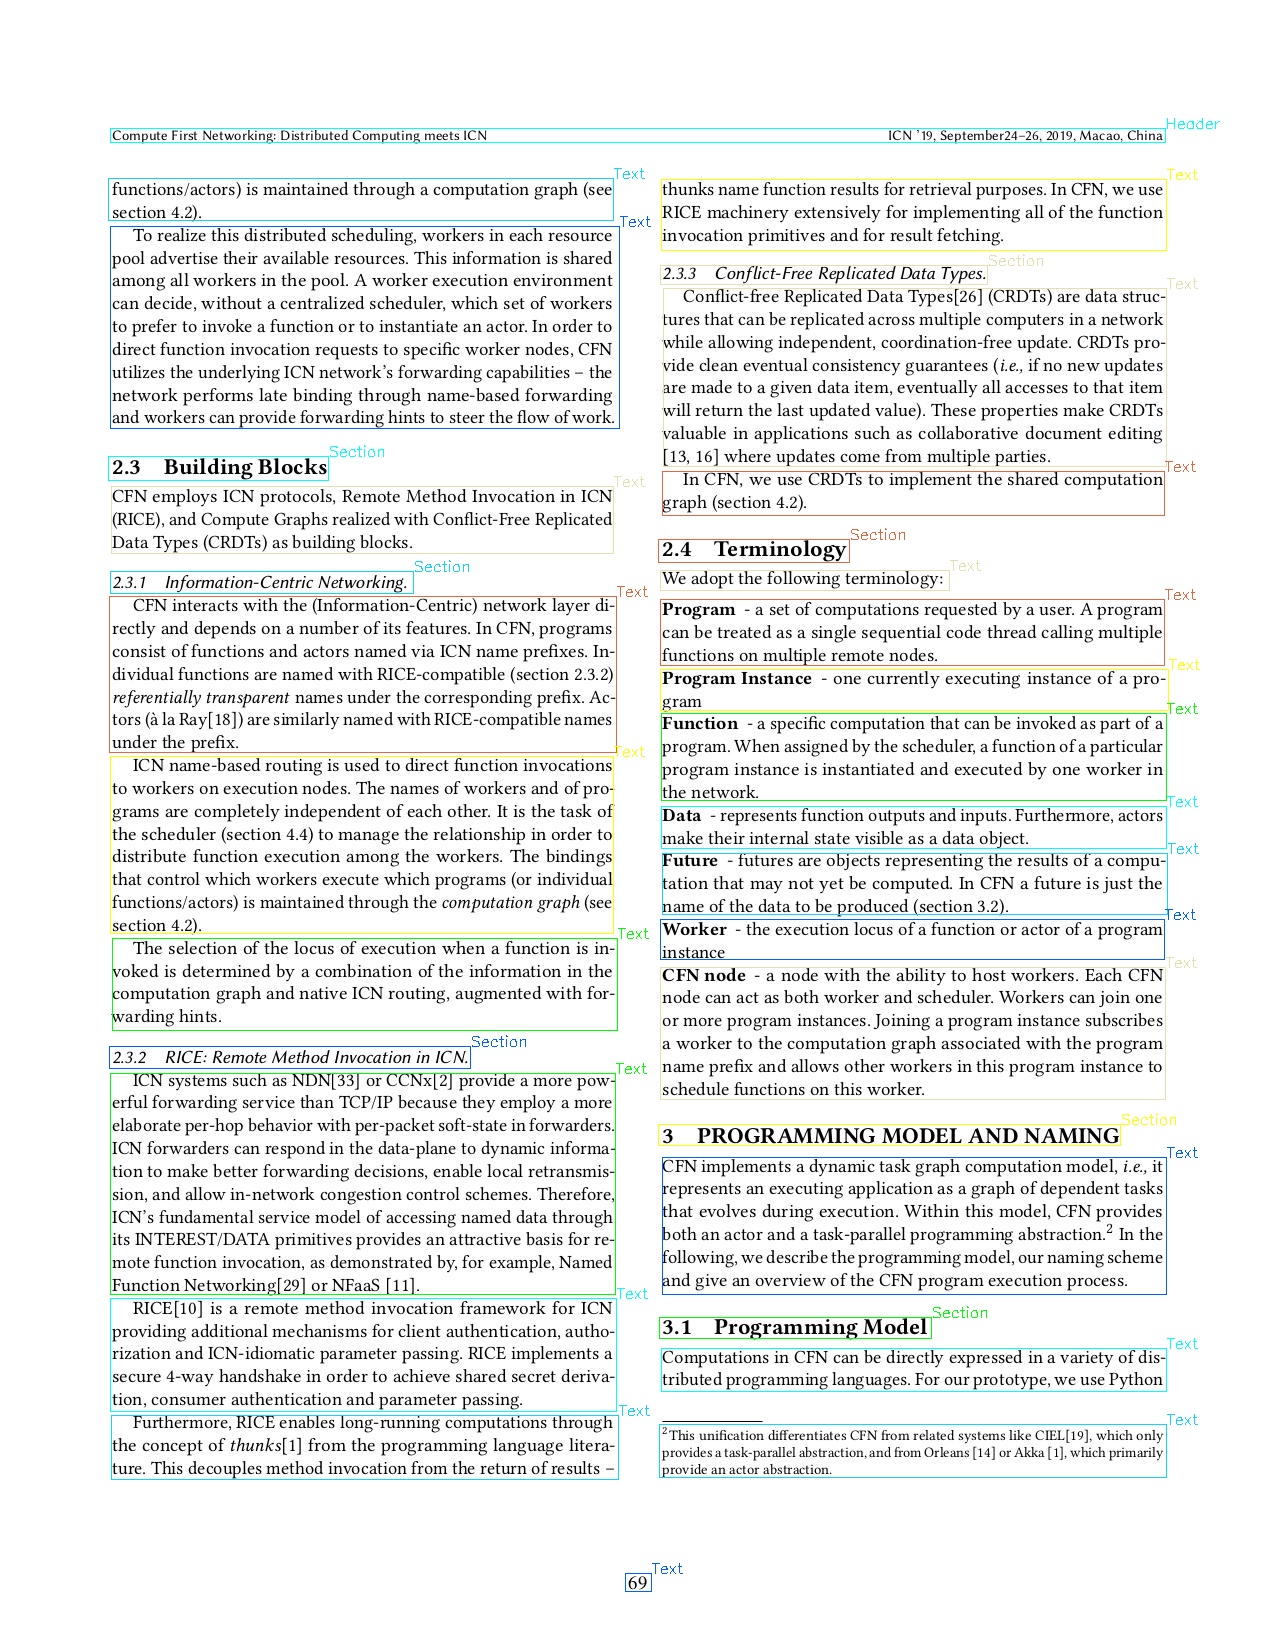 Compute First Networking: Distributed Computing meets ICN
ICN ’19, September24–26, 2019, Macao, China
Header
Text
functions/actors) is maintained through a computation graph (see
section 4.2).
Text
To realize this distributed scheduling, workers in each resource
pool advertise their available resources. This information is shared
among all workers in the pool. A worker execution environment
can decide, without a centralized scheduler, which set of workers
to prefer to invoke a function or to instantiate an actor. In order to
direct function invocation requests to specific worker nodes, CFN
utilizes the underlying ICN network’s forwarding capabilities – the
network performs late binding through name-based forwarding
and workers can provide forwarding hints to steer the flow of work.
Section
2.3 Building Blocks
Text
CFN employs ICN protocols, Remote Method Invocation in ICN
(RICE), and Compute Graphs realized with Conflict-Free Replicated
Data Types (CRDTs) as building blocks.
Section
2.3.1 Information-Centric Networking.
Text
CFN interacts with the (Information-Centric) network layer di-
rectly and depends on a number of its features. In CFN, programs
consist of functions and actors named via ICN name prefixes. In-
dividual functions are named with RICE-compatible (section 2.3.2)
referentially transparent names under the corresponding prefix. Ac-
tors (à la Ray[18]) are similarly named with RICE-compatible names
under the prefix.
Text
ICN name-based routing is used to direct function invocations
to workers on execution nodes. The names of workers and of pro-
grams are completely independent of each other. It is the task of
the scheduler (section 4.4) to manage the relationship in order to
distribute function execution among the workers. The bindings
that control which workers execute which programs (or individual
functions/actors) is maintained through the computation graph (see
section 4.2).
Text
The selection of the locus of execution when a function is in-
voked is determined by a combination of the information in the
computation graph and native ICN routing, augmented with for-
warding hints.
Section
2.3.2 RICE: Remote Method Invocation in ICN.
Text
ICN systems such as NDN[33] or CCNx[2] provide a more pow-
erful forwarding service than TCP/IP because they employ a more
elaborate per-hop behavior with per-packet soft-state in forwarders.
ICN forwarders can respond in the data-plane to dynamic informa-
tion to make better forwarding decisions, enable local retransmis-
sion, and allow in-network congestion control schemes. Therefore,
ICN’s fundamental service model of accessing named data through
its INTEREST/DATA primitives provides an attractive basis for re-
mote function invocation, as demonstrated by, for example, Named
Function Networking[29] or NFaaS [11].
Text
RICE[10] is a remote method invocation framework for ICN
providing additional mechanisms for client authentication, autho-
rization and ICN-idiomatic parameter passing. RICE implements a
secure 4-way handshake in order to achieve shared secret deriva-
tion, consumer authentication and parameter passing.
Text
Furthermore, RICE enables long-running computations through
the concept of thunks[1] from the programming language litera-
ture. This decouples method invocation from the return of results –
Text
thunks name function results for retrieval purposes. In CFN, we use
RICE machinery extensively for implementing all of the function
invocation primitives and for result fetching.
Section
2.3.3 Conflict-Free Replicated Data Types.
Text
Conflict-free Replicated Data Types[26] (CRDTs) are data struc-
tures that can be replicated across multiple computers in a network
while allowing independent, coordination-free update. CRDTs pro-
vide clean eventual consistency guarantees (i.e., if no new updates
are made to a given data item, eventually all accesses to that item
will return the last updated value). These properties make CRDTs
valuable in applications such as collaborative document editing
[13, 16] where updates come from multiple parties.
Text
In CFN, we use CRDTs to implement the shared computation
graph (section 4.2).
Section
2.4 Terminology
Text
We adopt the following terminology:
Text
Program - a set of computations requested by a user. A program
can be treated as a single sequential code thread calling multiple
functions on multiple remote nodes.
Text
Program Instance - one currently executing instance of a pro-
gram
Text
Function - a specific computation that can be invoked as part of a
program. When assigned by the scheduler, a function of a particular
program instance is instantiated and executed by one worker in
the network.
Text
Data - represents function outputs and inputs. Furthermore, actors
make their internal state visible as a data object.
Text
Future - futures are objects representing the results of a compu-
tation that may not yet be computed. In CFN a future is just the
name of the data to be produced (section 3.2).
Text
Worker - the execution locus of a function or actor of a program
instance
Text
CFN node - a node with the ability to host workers. Each CFN
node can act as both worker and scheduler. Workers can join one
or more program instances. Joining a program instance subscribes
a worker to the computation graph associated with the program
name prefix and allows other workers in this program instance to
schedule functions on this worker.
Section
3 PROGRAMMING MODEL AND NAMING
Text
CFN implements a dynamic task graph computation model, i.e., it
represents an executing application as a graph of dependent tasks
that evolves during execution. Within this model, CFN provides
both an actor and a task-parallel programming abstraction.2 In the
following, we describe the programming model, our naming scheme
and give an overview of the CFN program execution process.
Section
3.1 Programming Model
Text
Computations in CFN can be directly expressed in a variety of dis-
tributed programming languages. For our prototype, we use Python
Text
2This unification differentiates CFN from related systems like CIEL[19], which only
provides a task-parallel abstraction, and from Orleans [14] or Akka [1], which primarily
provide an actor abstraction.
Text
69